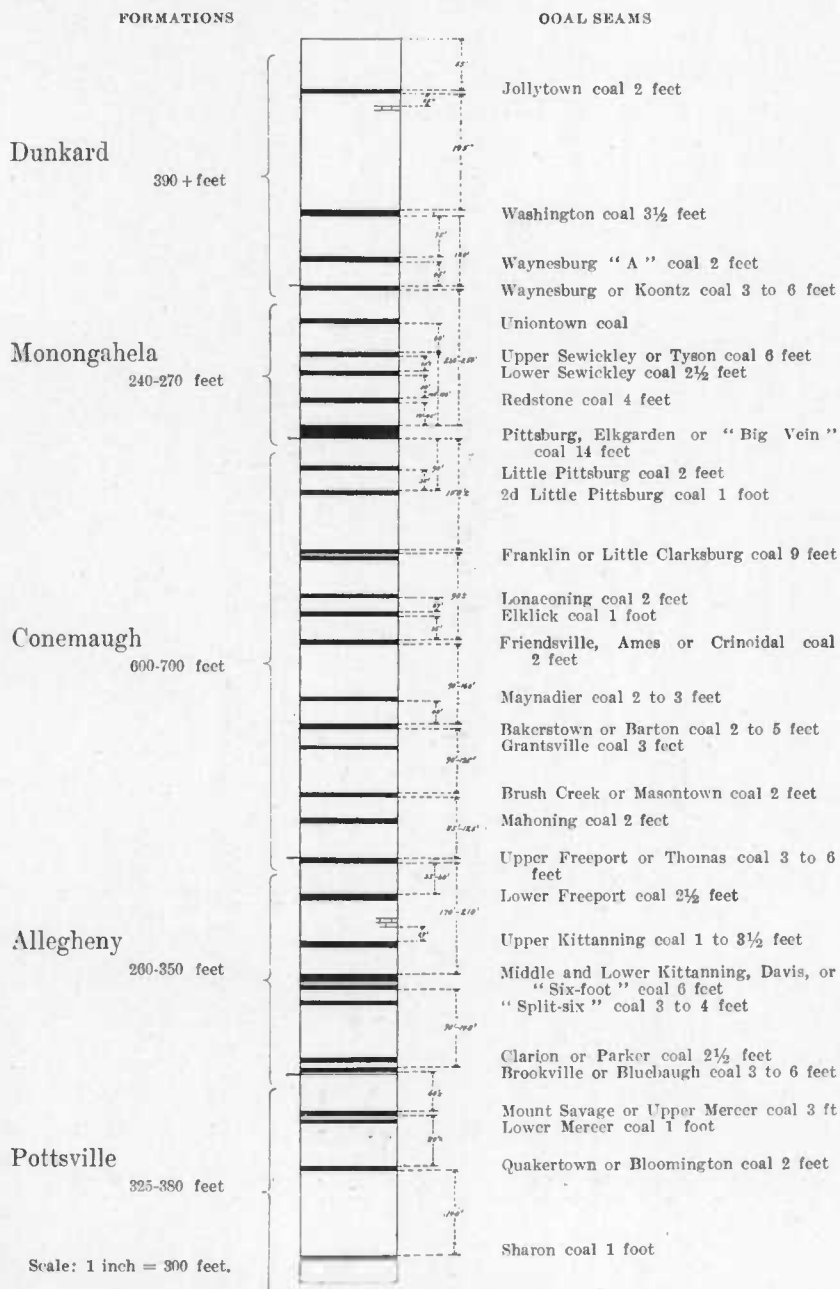 FORMATIONS
OOAL SEAMS
Jollytown coal 2 feet
Dunkard
390 + feet
Washington coal 3½ feet
Waynesburg “ A ” coal 2 feet
Waynesburg or Koontz coal 3 to 6 feet
Uniontown coal
Monongahela
240-270 feet
Upper Sewickley or Tyson coal 6 feet
Lower Sewickley coal 2½ feet
Redstone coal 4 feet
Pittsburg, Elkgarden or “ Big Vein ”
coal 14 feet
Little Pittsburg coal 2 feet
2d Little Pittsburg coal 1 foot
Franklin or Little Clarksburg coal 9 feet
Lonaconing coal 2 feet
Elklick coal 1 foot
Conemaugh
600-700 feet
Friendsville, Ames or Crinoidal coal
2 feet
Maynadier coal 2 to 3 feet
Bakerstown or Barton coal 2 to 5 feet
Grantsville coal 3 feet
Brush Creek or Masontown coal 2 feet
Mahoning coal 2 feet
Upper Freeport or Thomas coal 3 to 6
feet
Lower Freeport coal 2½ feet
170'-210'
Allegheny
260-350 feet
Upper Kittanning coal 1 to 3½ feet
Middle and Lower Kittanning, Davis, or
“ Six-foot ” coal 6 feet
“ Split-six ” coal 3 to 4 feet
Clarion or Parker coal 2½ feet
Brookville or Bluebaugh coal 3 to 6 feet
Mount Savage or Upper Mercer coal 3 ft
Lower Mercer coal 1 foot
Pottsville
325-380 feet
Quakertown or Bloomington coal 2 feet
Sharon coal 1 foot
Scale: 1 inch = 300 feet.